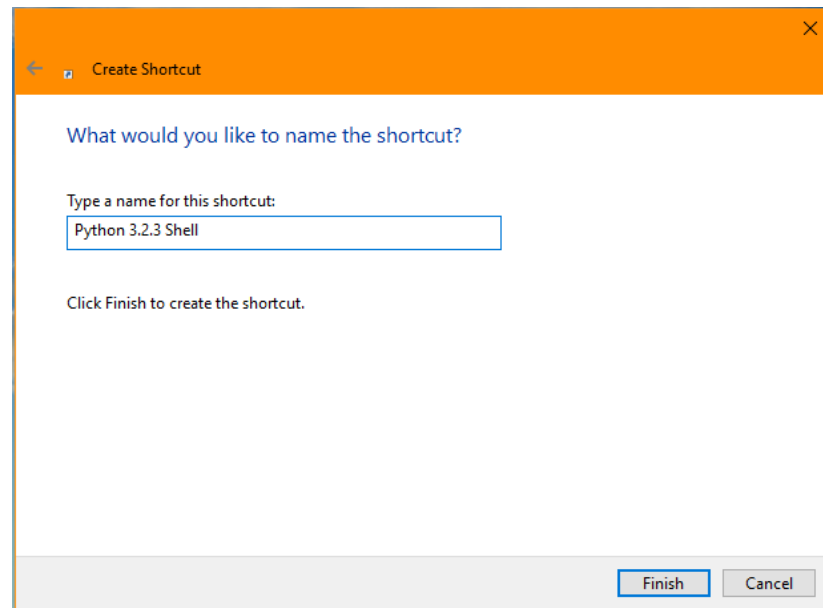 Create Shortcut
What would you like to name the shortcut?
Type a name for this shortcut:
Python 3.2.3 Shell
Click Finish to create the shortcut.
Finish Cancel